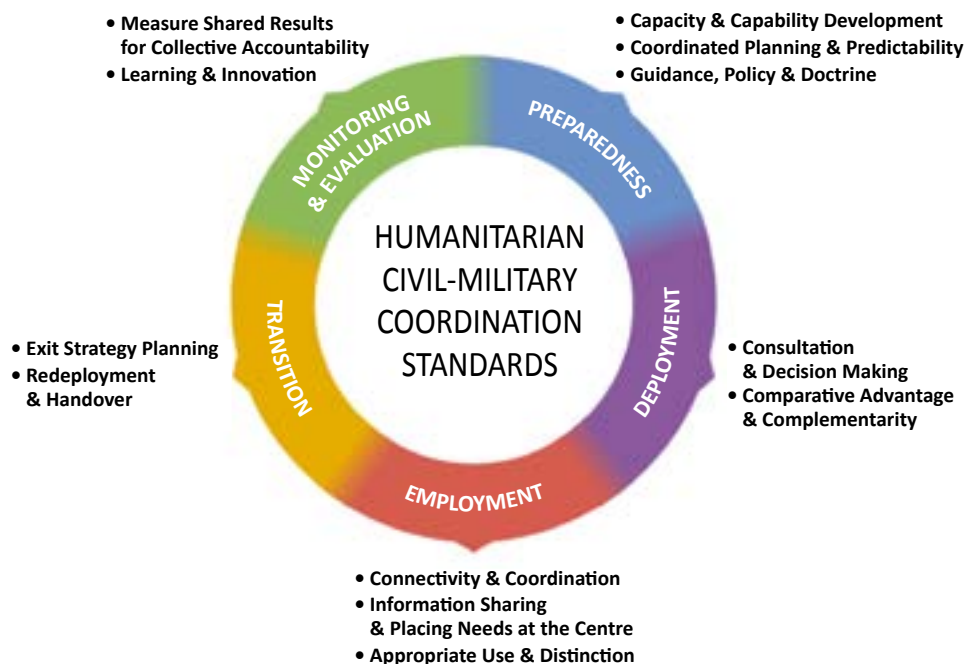 • Measure Shared Results
for Collective Accountability
• Learning & Innovation
• Capacity & Capability Development
• Coordinated Planning & Predictability
• Guidance, Policy & Doctrine
MONITORING
& EVALUATION
PREPAREDNESS
HUMANITARIAN
CIVIL-MILITARY
COORDINATION
STANDARDS
TRANSITION
DEPLOYMENT
• Exit Strategy Planning
• Redeployment
& Handover
• Consultation
& Decision Making
• Comparative Advantage
& Complementarity
EMPLOYMENT
• Connectivity & Coordination
• Information Sharing
& Placing Needs at the Centre
• Appropriate Use & Distinction